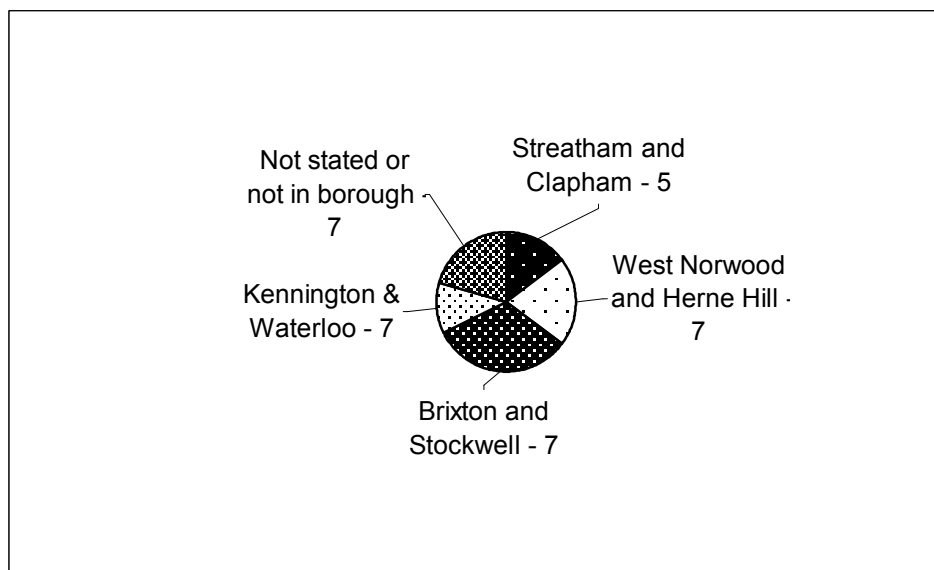 Streatham and
Clapham - 5
West Norwood
and Herne Hill -
7
Brixton and
Stockwell - 7
Kennington &
Waterloo - 7
Not stated or
not in borough -
7